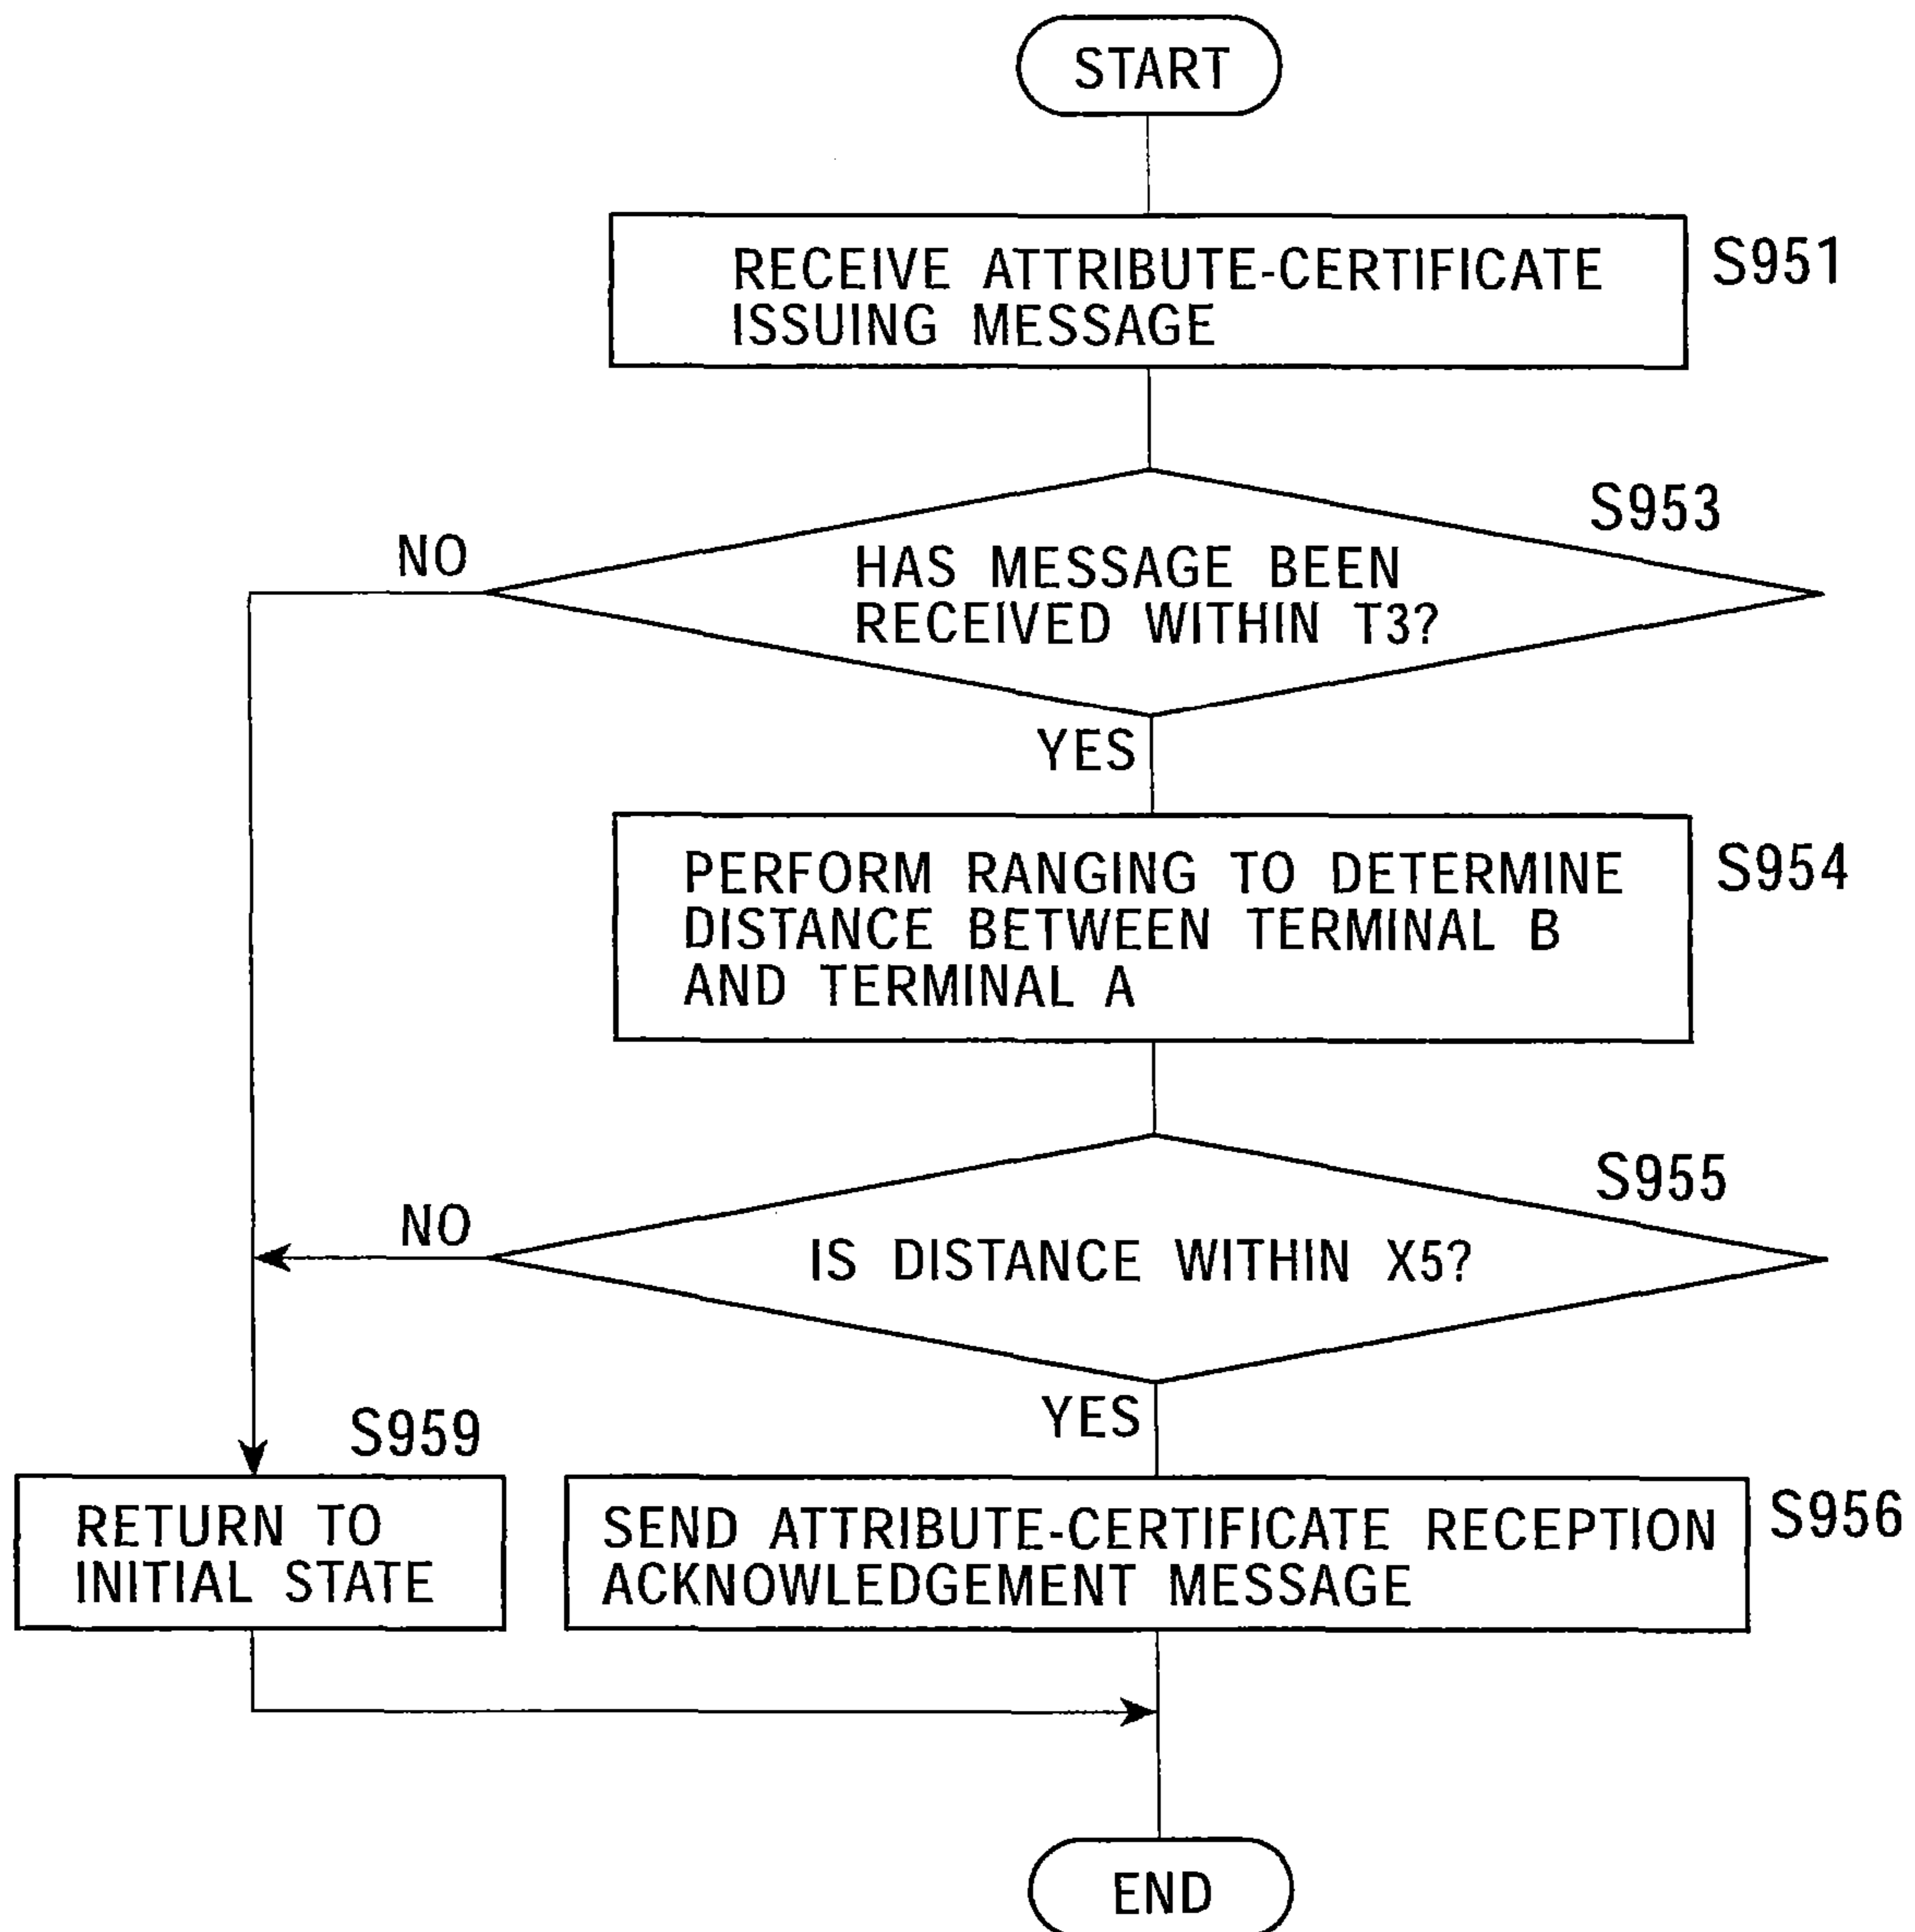 START
RECEIVE ATTRIBUTE-CERTIFICATE
ISSUING MESSAGE
S951
S953
NO
HAS MESSAGE BEEN
RECEIVED WITHIN T3?
YES
PERFORM RANGING TO DETERMINE
DISTANCE BETWEEN TERMINAL B
AND TERMINAL A
S954
S955
NO
IS DISTANCE WITHIN X5?
YES
S959
RETURN TO
INITIAL STATE
SEND ATTRIBUTE-CERTIFICATE RECEPTION
ACKNOWLEDGEMENT MESSAGE
S956
END